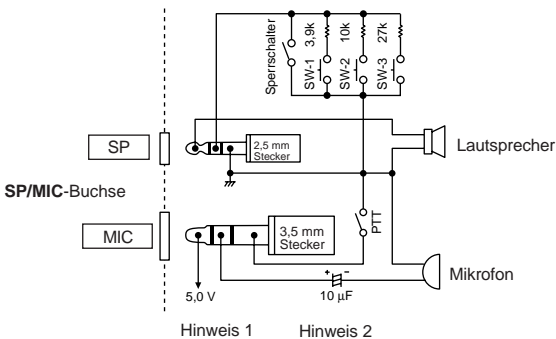 Sperrschalter
3,9k
10k
27k
SW-1
SW-2
SW-3
SP
2,5 mm
Stecker
Lautsprecher
SP/MIC-Buchse
MIC
3,5 mm
Stecker
PTT
Mikrofon
5,0 V
+ –
10 µF
Hinweis 1
Hinweis 2